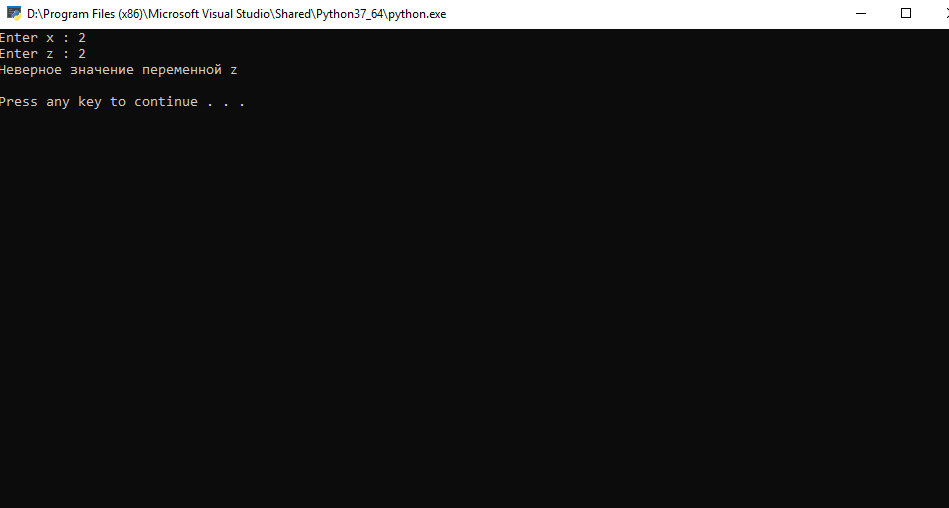 D:\Program Files (x86)\Microsoft Visual Studio\Shared\Python37_64\python.exe
Enter x : 2
Enter z : 2
Неверное значение переменной z
Press any key to continue . . .